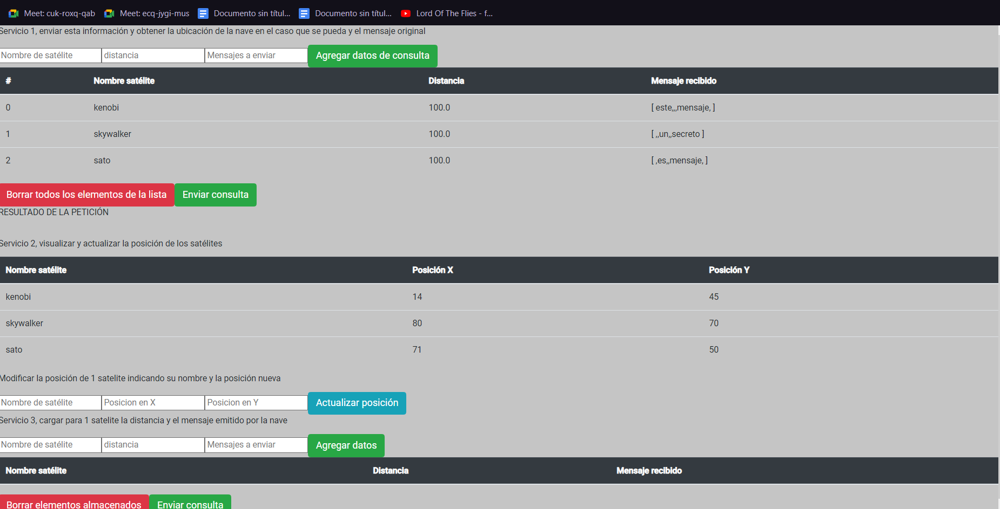 Meet: cuk-roxq-qab Meet: ecq-jygi-mus Documento sin títul... Documento sin títul... Lord Of The Flies - f...
Servicio 1, enviar esta información y obtener la ubicación de la nave en el caso que se pueda y el mensaje original
Nombre de satélite distancia Mensajes a enviar Agregar datos de consulta
# Nombre satélite Distancia Mensaje recibido
0 kenobi 100.0 [ este,,,mensaje, ]
1 skywalker 100.0 [ ,,un,,secreto ]
2 sato 100.0 [ ,es,,mensaje, ]
Borrar todos los elementos de la lista Enviar consulta
RESULTADO DE LA PETICIÓN
Servicio 2, visualizar y actualizar la posición de los satélites
Nombre satélite Posición X Posición Y
kenobi 14 45
skywalker 80 70
sato 71 50
Modificar la posición de 1 satelite indicando su nombre y la posición nueva
Nombre de satélite Posicion en X Posicion en Y Actualizar posición
Servicio 3, cargar para 1 satelite la distancia y el mensaje emitido por la nave
Nombre de satélite distancia Mensajes a enviar Agregar datos
Nombre satélite Distancia Mensaje recibido
Borrar elementos almacenados Enviar consulta